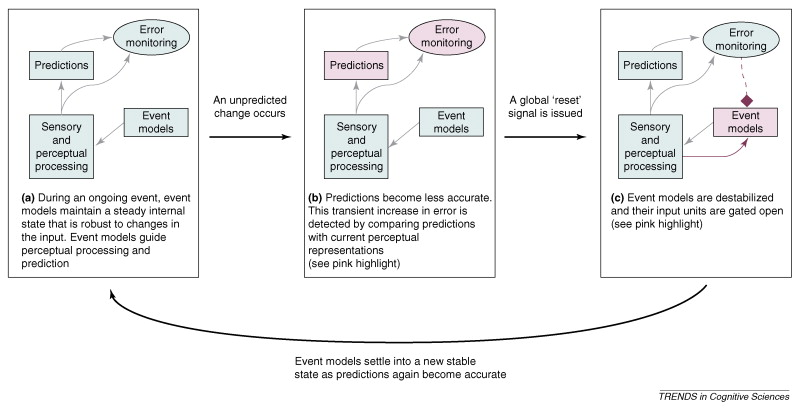 Error
monitoring
Predictions
Sensory
and perceptual
processing
Event
models
(a) During an ongoing event, event
models maintain a steady internal
state that is robust to changes in
the input. Event models guide
perceptual processing and
prediction
An unpredicted
change occurs
Error
monitoring
Predictions
Sensory
and perceptual
processing
Event
models
(b) Predictions become less accurate.
This transient increase in error is
detected by comparing predictions
with current perceptual
representations
(see pink highlight)
A global ‘reset’
signal is issued
Error
monitoring
Predictions
Sensory
and perceptual
processing
Event
models
(c) Event models are destabilized
and their input units are gated open
(see pink highlight)
Event models settle into a new stable
state as predictions again become accurate
TRENDS in Cognitive Sciences